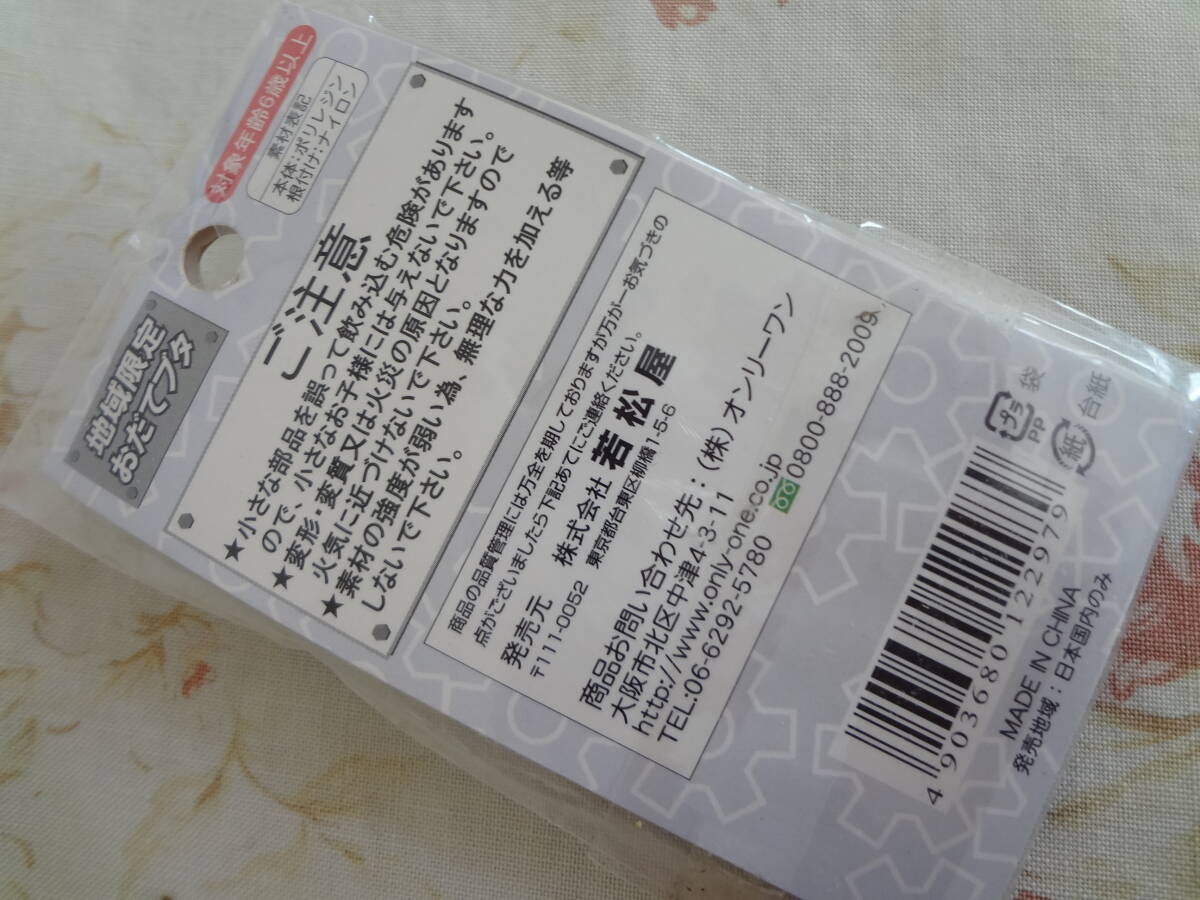 地域限定
おだてブタ
対象年齢6歳以上
素材表記
本体:ポリレジン
根付け:ナイロン
ご注意
★小さな部品を誤って飲み込む危険があります
ので、小さなお子様には与えないで下さい。
★変形・変質又は火災の原因となりますので
火気に近づけないで下さい。
★素材の強度が弱い為、無理な力を加える等
しないで下さい。
商品の品質管理には万全を期しておりますが万が一お気づきの
点がございましたら下記あてにご連絡ください。
発売元 株式会社 若松屋
〒111-0052 東京都台東区柳橋1-5-6
商品お問い合わせ先:(株)オンリーワン
大阪市北区中津4-3-11
http://www.only-one.co.jp
TEL:06-6292-5780 0800-888-2009
プラ
PP
袋
紙
台紙
4903680122979
MADE IN CHINA
発売地域:日本国内のみ